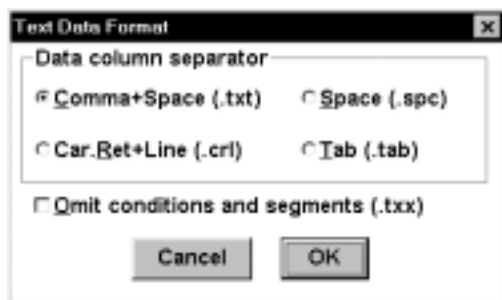 Text Data Format
Data column separator
Comma+Space (.txt)
Space (.spc)
Car.Ret+Line (.crl)
Tab (.tab)
Omit conditions and segments (.txx)
Cancel
OK